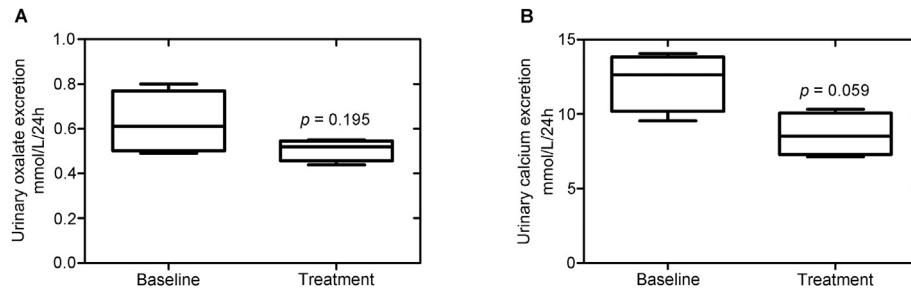 A
Urinary oxalate excretion
mmol/L/24h
1.0
0.8
0.6
0.4
0.2
0.0
p = 0.195
Baseline
Treatment
B
Urinary calcium excretion
mmol/L/24h
15
10
5
0
p = 0.059
Baseline
Treatment